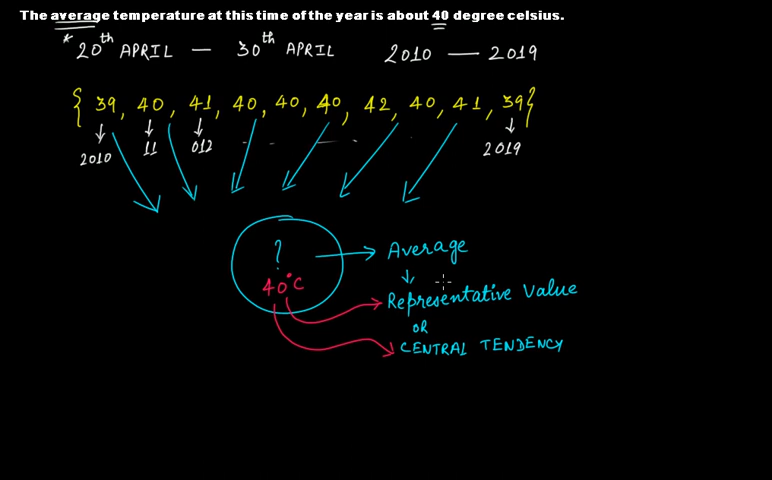 The average temperature at this time of the year is about 40 degree celsius.
* 20th APRIL — 30th APRIL 2010 — 2019
{ 39, 40, 41, 40, 40, 40, 42, 40, 41, 39 }
2010 11 012 2019
?
40°C
Average
Representative Value
OR
CENTRAL TENDENCY